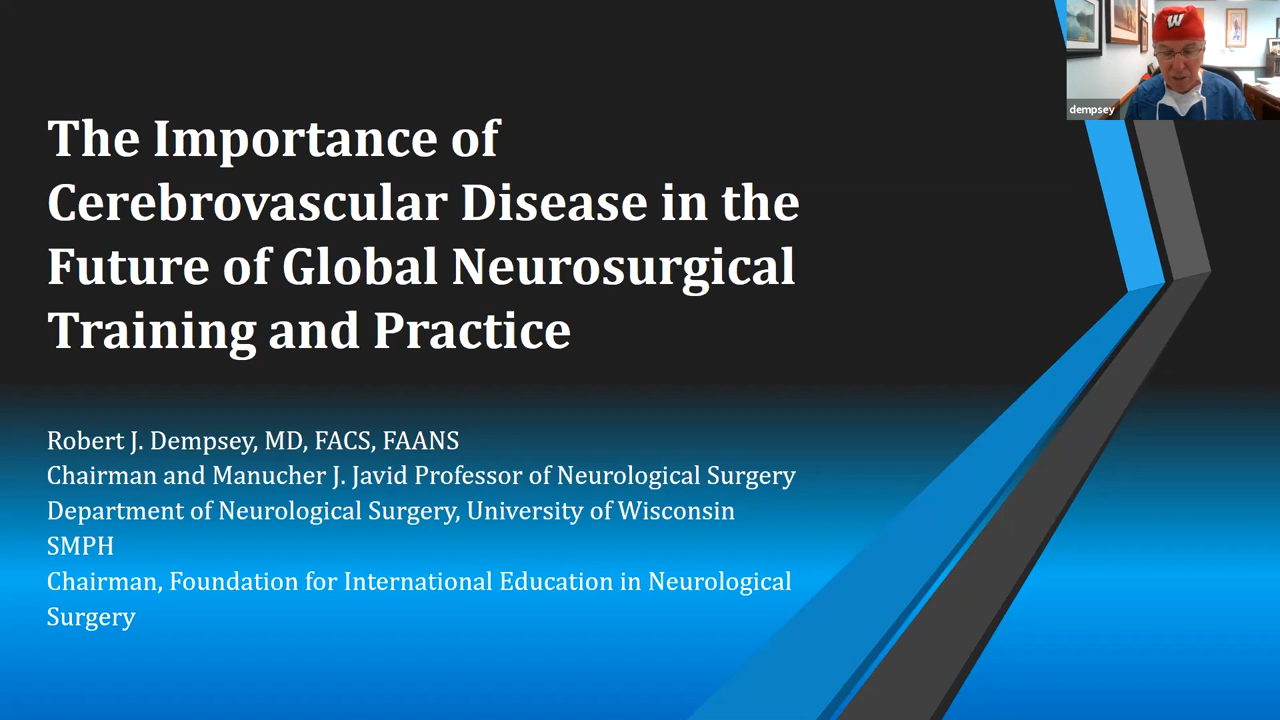 The Importance of
Cerebrovascular Disease in the
Future of Global Neurosurgical
Training and Practice
Robert J. Dempsey, MD, FACS, FAANS
Chairman and Manucher J. Javid Professor of Neurological Surgery
Department of Neurological Surgery, University of Wisconsin
SMPH
Chairman, Foundation for International Education in Neurological
Surgery
W
dempsey